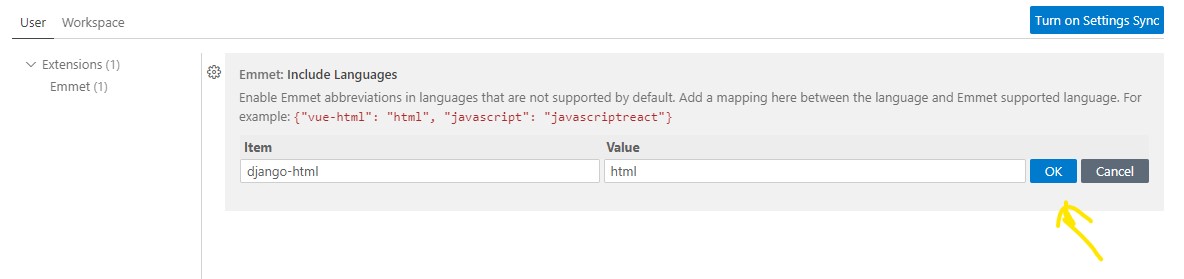 User Workspace
Turn on Settings Sync
Extensions (1)
Emmet (1)
Emmet: Include Languages
Enable Emmet abbreviations in languages that are not supported by default. Add a mapping here between the language and Emmet supported language. For
example: {"vue-html": "html", "javascript": "javascriptreact"}
Item Value
django-html html OK Cancel